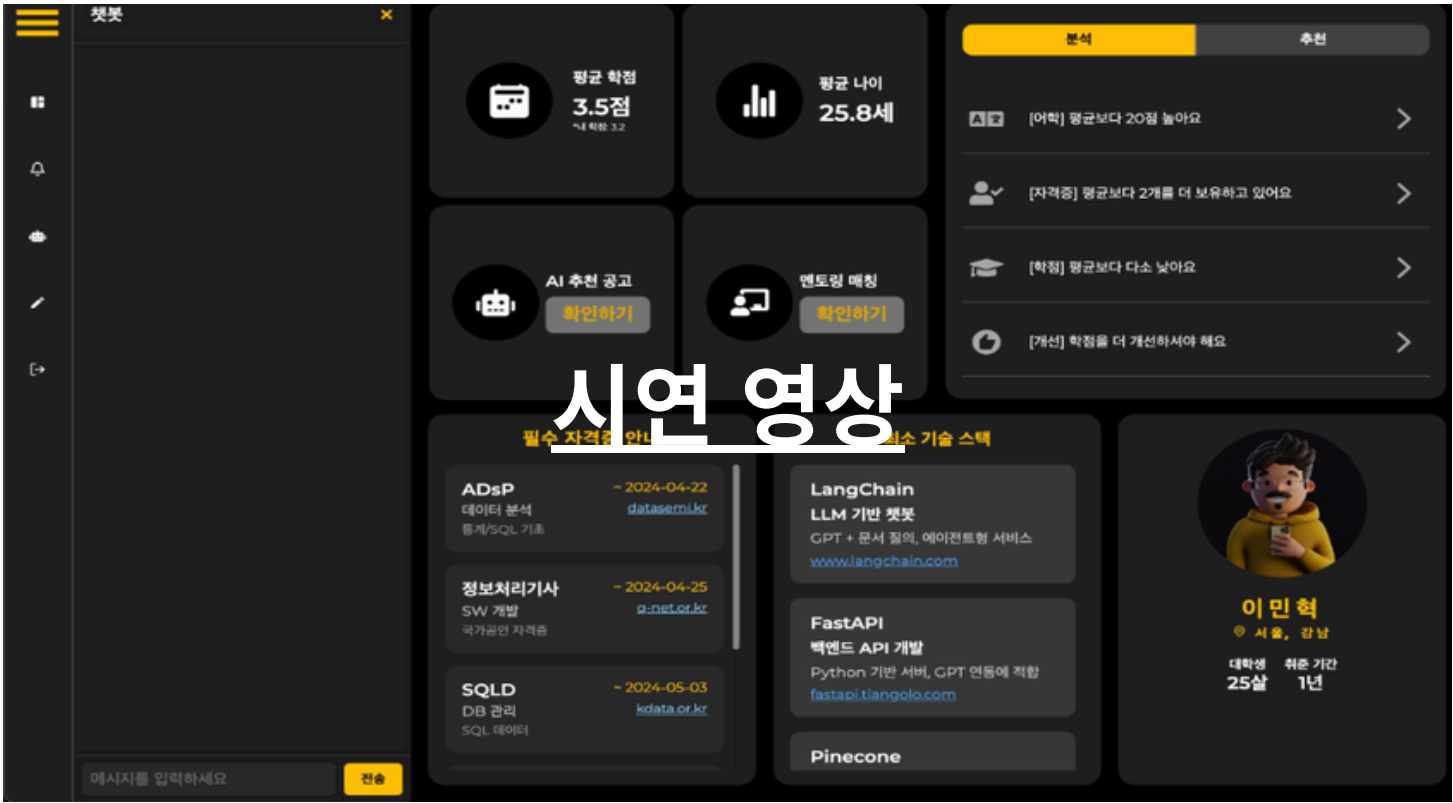 챗봇
×
메시지를 입력하세요
전송
평균 학점
3.5점
*내 학점: 3.2
평균 나이
25.8세
AI 추천 공고
확인하기
멘토링 매칭
확인하기
분석
추천
[어학] 평균보다 20점 높아요
[자격증] 평균보다 2개를 더 보유하고 있어요
[학점] 평균보다 다소 낮아요
[개선] 학점을 더 개선하셔야 해요
시연 영상
필수 자격증 안내
ADsP
~ 2024-04-22
데이터 분석
datasemi.kr
통계/SQL 기초
정보처리기사
~ 2024-04-25
SW 개발
q-net.or.kr
국가공인 자격증
SQLD
~ 2024-05-03
DB 관리
kdata.or.kr
SQL 데이터
최소 기술 스택
LangChain
LLM 기반 챗봇
GPT + 문서 질의, 에이전트형 서비스
www.langchain.com
FastAPI
백엔드 API 개발
Python 기반 서버, GPT 연동에 적합
fastapi.tiangolo.com
Pinecone
이민혁
서울, 강남
대학생
25살
취준 기간
1년